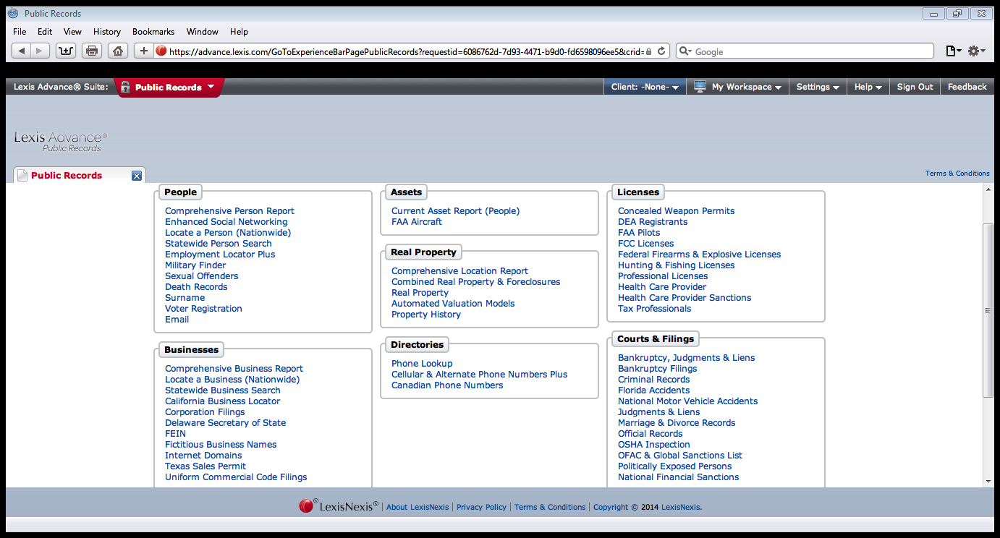 Public Records
File Edit View History Bookmarks Window Help
https://advance.lexis.com/GoToExperienceBarPagePublicRecords?requestid=6086762d-7d93-4471-b9d0-fd6598096ee5&crid=
Google
Lexis Advance® Suite: Public Records Client: -None- My Workspace Settings Help Sign Out Feedback
Lexis Advance®
Public Records
Public Records
Terms & Conditions
People
Comprehensive Person Report
Enhanced Social Networking
Locate a Person (Nationwide)
Statewide Person Search
Employment Locator Plus
Military Finder
Sexual Offenders
Death Records
Surname
Voter Registration
Email
Businesses
Comprehensive Business Report
Locate a Business (Nationwide)
Statewide Business Search
California Business Locator
Corporation Filings
Delaware Secretary of State
FEIN
Fictitious Business Names
Internet Domains
Texas Sales Permit
Uniform Commercial Code Filings
Assets
Current Asset Report (People)
FAA Aircraft
Real Property
Comprehensive Location Report
Combined Real Property & Foreclosures
Real Property
Automated Valuation Models
Property History
Directories
Phone Lookup
Cellular & Alternate Phone Numbers Plus
Canadian Phone Numbers
Licenses
Concealed Weapon Permits
DEA Registrants
FAA Pilots
FCC Licenses
Federal Firearms & Explosive Licenses
Hunting & Fishing Licenses
Professional Licenses
Health Care Provider
Health Care Provider Sanctions
Tax Professionals
Courts & Filings
Bankruptcy, Judgments & Liens
Bankruptcy Filings
Criminal Records
Florida Accidents
National Motor Vehicle Accidents
Judgments & Liens
Marriage & Divorce Records
Official Records
OSHA Inspection
OFAC & Global Sanctions List
Politically Exposed Persons
National Financial Sanctions
® LexisNexis® | About LexisNexis | Privacy Policy | Terms & Conditions | Copyright © 2014 LexisNexis.